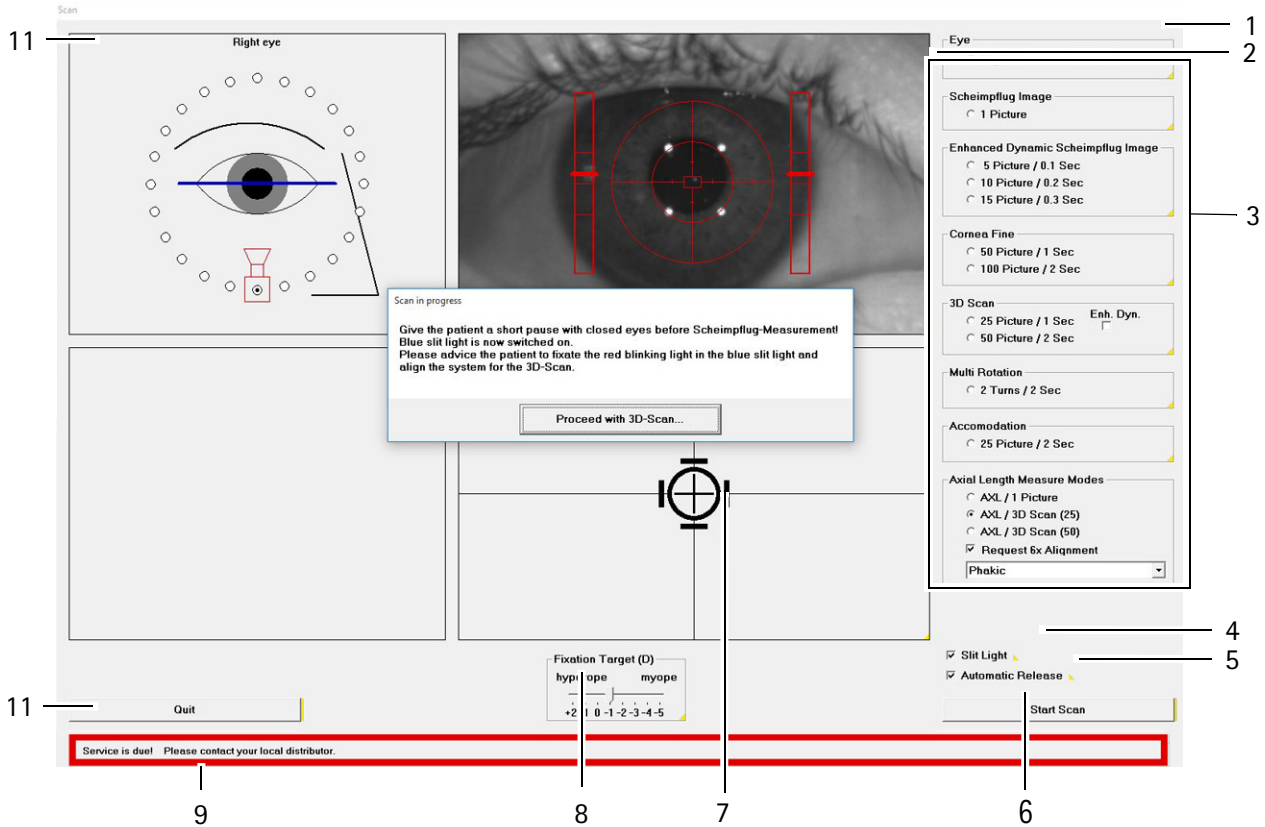 Scan
11
Right eye
1
2
Eye
Scheimpflug Image
1 Picture
Enhanced Dynamic Scheimpflug Image
5 Picture / 0.1 Sec
10 Picture / 0.2 Sec
15 Picture / 0.3 Sec
3
Cornea Fine
50 Picture / 1 Sec
100 Picture / 2 Sec
3D Scan
25 Picture / 1 Sec
Enh. Dyn.
50 Picture / 2 Sec
Multi Rotation
2 Turns / 2 Sec
Accomodation
25 Picture / 2 Sec
Axial Length Measure Modes
AXL / 1 Picture
AXL / 3D Scan (25)
AXL / 3D Scan (50)
Request 6x Alignment
Phakic
Scan in progress
Give the patient a short pause with closed eyes before Scheimpflug-Measurement!
Blue slit light is now switched on.
Please advice the patient to fixate the red blinking light in the blue slit light and
align the system for the 3D-Scan.
Proceed with 3D-Scan...
4
Slit Light
5
Automatic Release
Fixation Target (D)
myope
0 -1 -2 -3 -4 -5
11
Quit
Start Scan
Service is due! Please contact your local distributor.
9
8
7
6